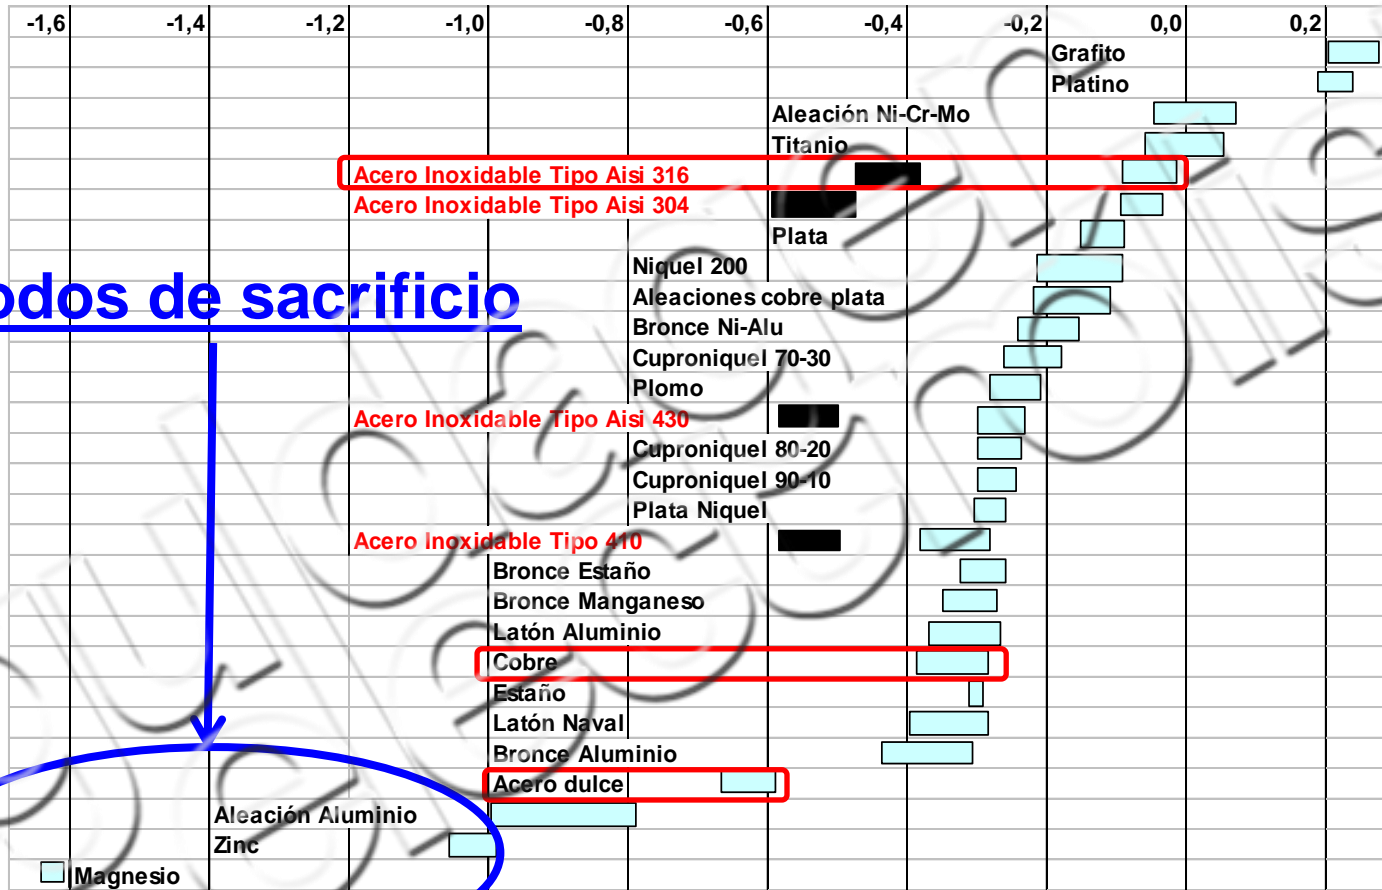 -1,6 -1,4 -1,2 -1,0 -0,8 -0,6 -0,4 -0,2 0,0 0,2
Grafito
Platino
Aleación Ni-Cr-Mo
Titanio
Acero Inoxidable Tipo Aisi 316
Acero Inoxidable Tipo Aisi 304
Plata
Niquel 200
odos de sacrificio
Aleaciones cobre plata
Bronce Ni-Alu
Cuproniquel 70-30
Plomo
Acero Inoxidable Tipo Aisi 430
Cuproniquel 80-20
Cuproniquel 90-10
Plata Niquel
Acero Inoxidable Tipo 410
Bronce Estaño
Bronce Manganeso
Latón Aluminio
Cobre
Estaño
Latón Naval
Bronce Aluminio
Acero dulce
Aleación Aluminio
Zinc
Magnesio